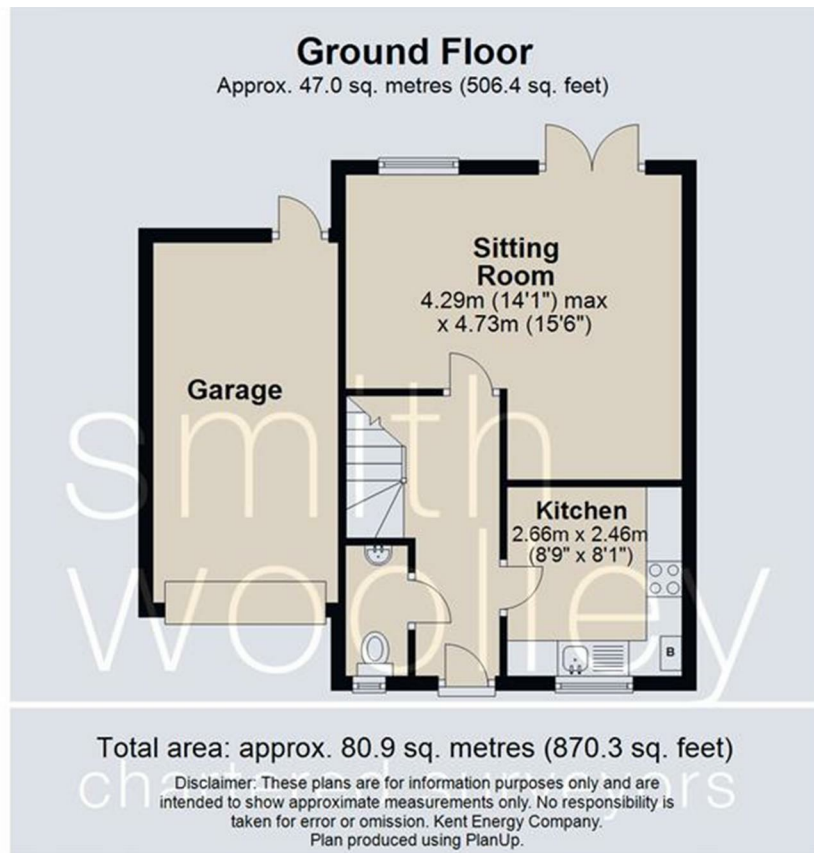 Ground Floor
Approx. 47.0 sq. metres (506.4 sq. feet)
Sitting
Room
4.29m (14'1") max
x 4.73m (15'6")
Garage
smith
Kitchen
2.66m x 2.46m
(8'9" x 8'1")
woolley
B
Total area: approx. 80.9 sq. metres (870.3 sq. feet)
chartered surveyors
Disclaimer: These plans are for information purposes only and are
intended to show approximate measurements only. No responsibility is
taken for error or omission. Kent Energy Company.
Plan produced using PlanUp.